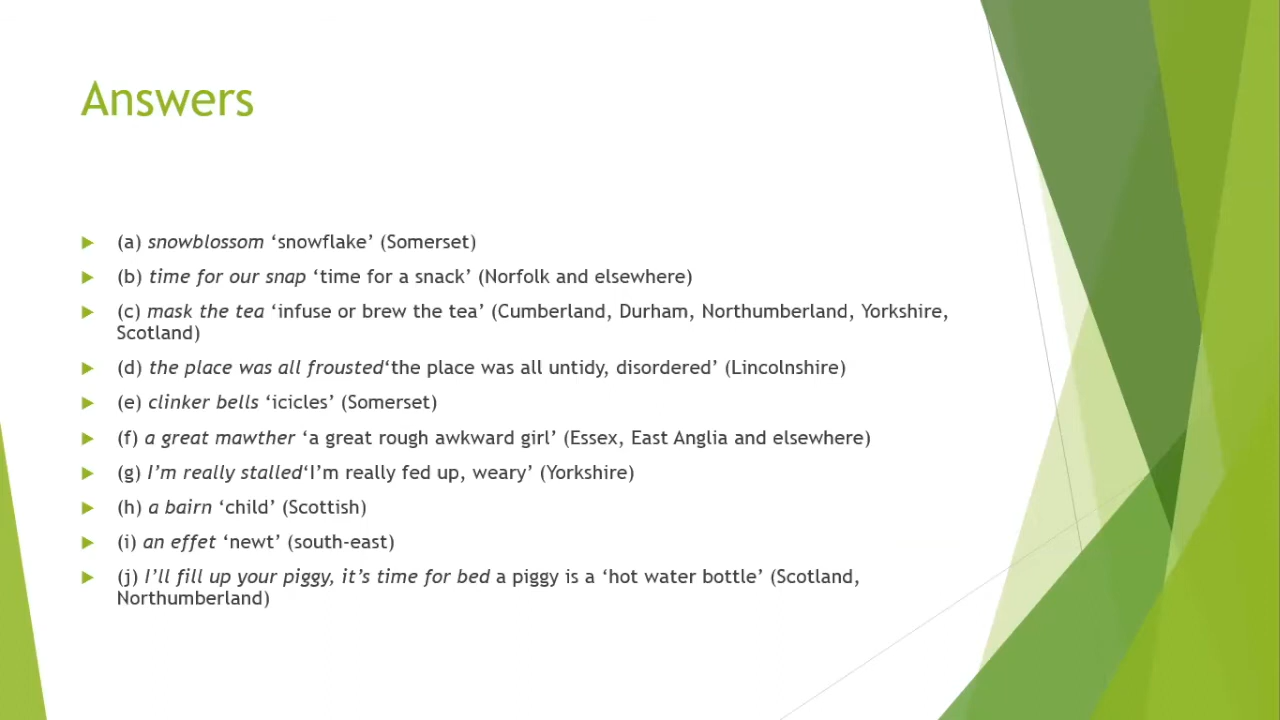 Answers
(a) snowblossom ‘snowflake’ (Somerset)
(b) time for our snap ‘time for a snack’ (Norfolk and elsewhere)
(c) mask the tea ‘infuse or brew the tea’ (Cumberland, Durham, Northumberland, Yorkshire,
Scotland)
(d) the place was all frousted‘the place was all untidy, disordered’ (Lincolnshire)
(e) clinker bells ‘icicles’ (Somerset)
(f) a great mawther ‘a great rough awkward girl’ (Essex, East Anglia and elsewhere)
(g) I’m really stalled‘I’m really fed up, weary’ (Yorkshire)
(h) a bairn ‘child’ (Scottish)
(i) an effet ‘newt’ (south-east)
(j) I’ll fill up your piggy, it’s time for bed a piggy is a ‘hot water bottle’ (Scotland,
Northumberland)